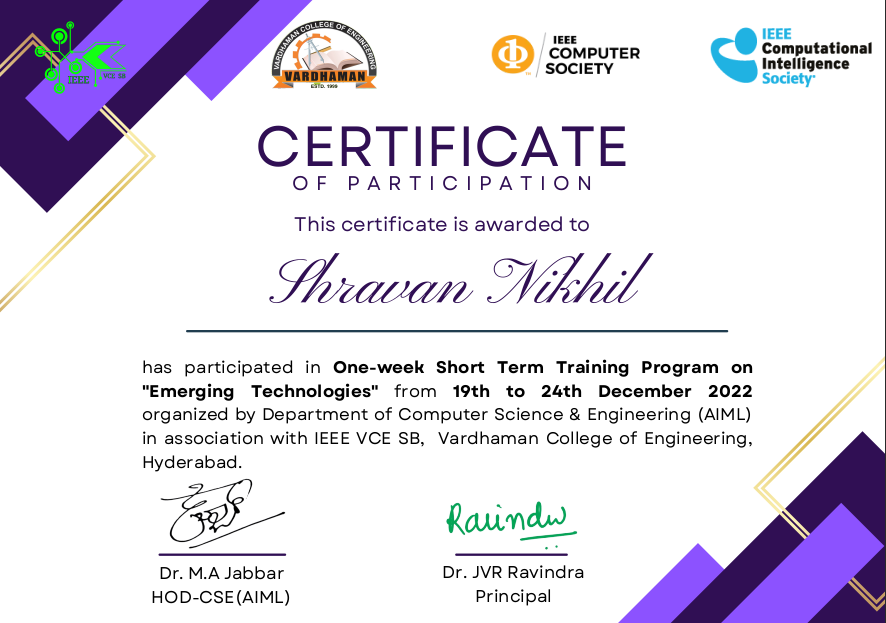 IEEE VCE SB
VARDHAMAN COLLEGE OF ENGINEERING
VARDHAMAN
ESTD. 1999
IEEE
COMPUTER
SOCIETY
IEEE
Computational
Intelligence
Society
CERTIFICATE
OF PARTICIPATION
This certificate is awarded to
Shravan Nikhil
has participated in One-week Short Term Training Program on
"Emerging Technologies" from 19th to 24th December 2022
organized by Department of Computer Science & Engineering (AIML)
in association with IEEE VCE SB, Vardhaman College of Engineering,
Hyderabad.
Ravindra
Dr. M.A Jabbar
Dr. JVR Ravindra
HOD-CSE(AIML)
Principal